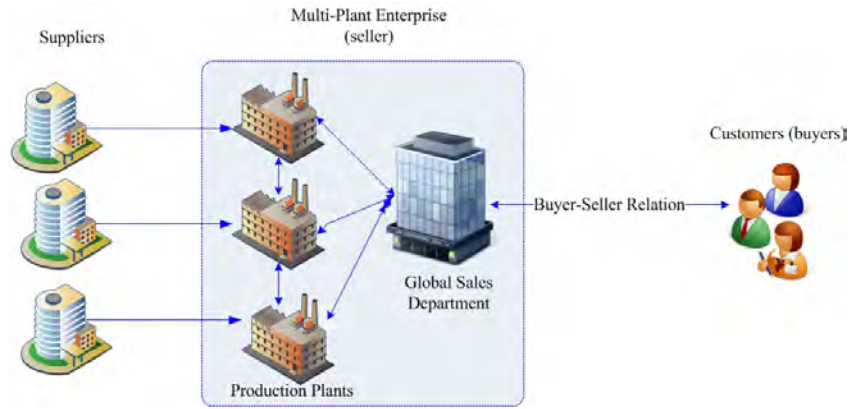 Suppliers
Multi-Plant Enterprise
(seller)
Customers (buyers)
Buyer-Seller Relation
Global Sales
Department
Production Plants